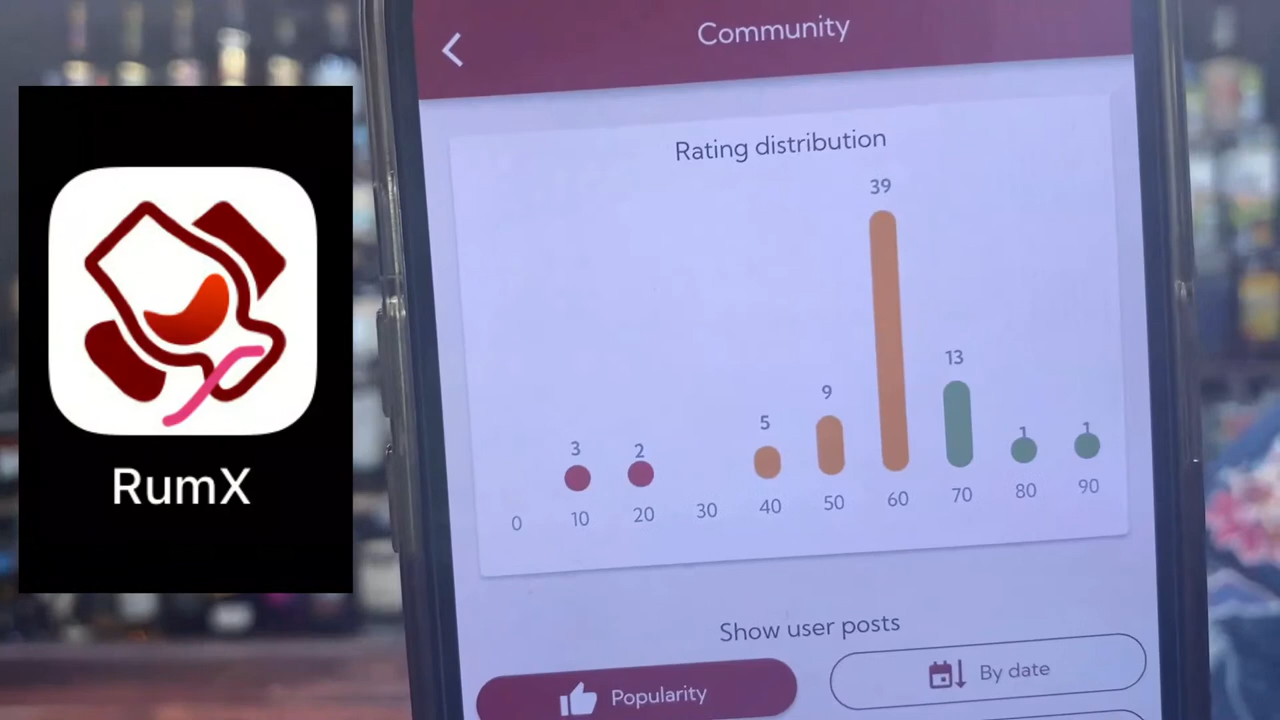 Community
Rating distribution
39
13
9
5
3
2
1
1
0 10 20 30 40 50 60 70 80 90
RumX
Show user posts
Popularity
By date